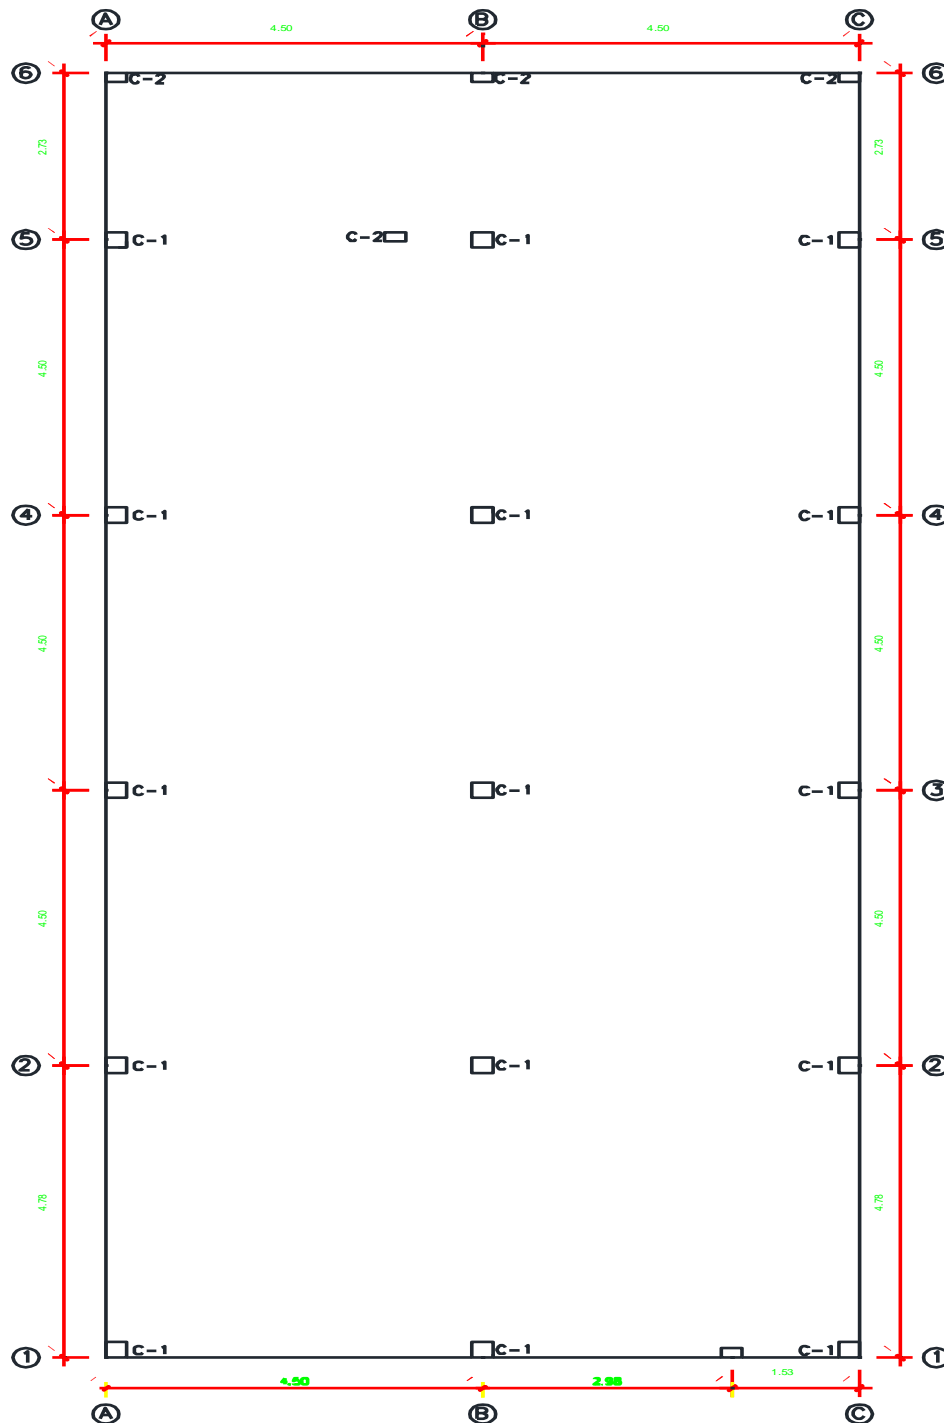 A B C
4.50 4.50
6 C-2 C-2 C-2 6
2.73 2.73
5 C-1 C-2 C-1 C-1 5
4.50 4.50
4 C-1 C-1 C-1 4
4.50 4.50
C-1 C-1 C-1 3
4.50 4.50
2 C-1 C-1 C-1 2
4.78 4.78
1 C-1 C-1 C-1 1
4.50 2.98 1.53
A B C